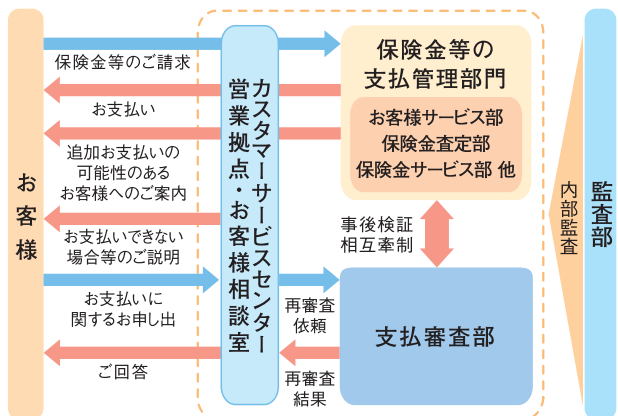 お客様
保険金等のご請求
お支払い
追加お支払いの
可能性のある
お客様へのご案内
お支払いできない
場合等のご説明
お支払いに
関するお申し出
ご回答
カスタマーサービスセンター
営業拠点・お客様相談室
保険金等の
支払管理部門
お客様サービス部
保険金査定部
保険金サービス部 他
事後検証
相互牽制
再審査
依頼
支払審査部
再審査
結果
内部監査
監査部